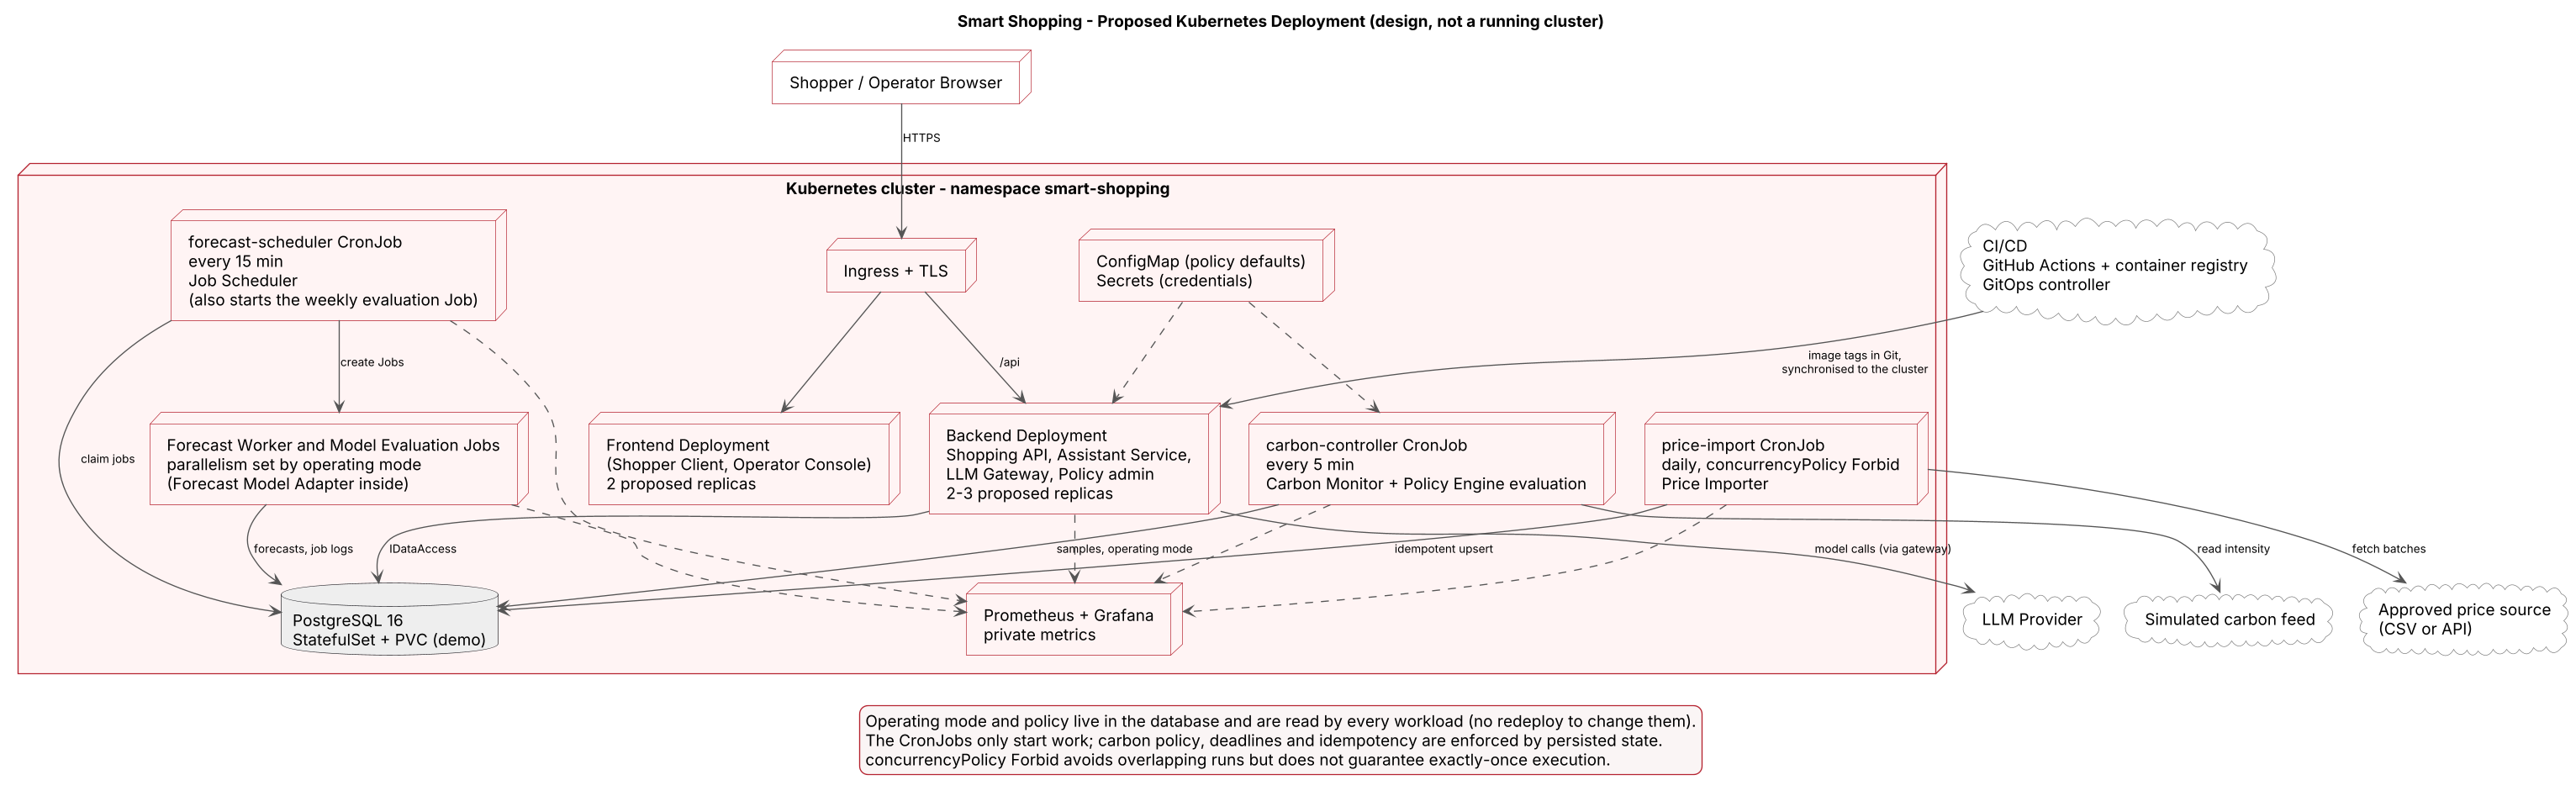 Smart Shopping - Proposed Kubernetes Deployment (design, not a running cluster)
Shopper / Operator Browser
HTTPS
Kubernetes cluster - namespace smart-shopping
forecast-scheduler CronJob
every 15 min
Job Scheduler
(also starts the weekly evaluation Job)
Ingress + TLS
ConfigMap (policy defaults)
Secrets (credentials)
CI/CD
GitHub Actions + container registry
GitOps controller
create Jobs
/api
image tags in Git,
synchronised to the cluster
claim jobs
Forecast Worker and Model Evaluation Jobs
parallelism set by operating mode
(Forecast Model Adapter inside)
Frontend Deployment
(Shopper Client, Operator Console)
2 proposed replicas
Backend Deployment
Shopping API, Assistant Service,
LLM Gateway, Policy admin
2-3 proposed replicas
carbon-controller CronJob
every 5 min
Carbon Monitor + Policy Engine evaluation
price-import CronJob
daily, concurrencyPolicy Forbid
Price Importer
forecasts, job logs
IDataAccess
samples, operating mode
idempotent upsert
model calls (via gateway)
read intensity
fetch batches
PostgreSQL 16
StatefulSet + PVC (demo)
Prometheus + Grafana
private metrics
LLM Provider
Simulated carbon feed
Approved price source
(CSV or API)
Operating mode and policy live in the database and are read by every workload (no redeploy to change them).
The CronJobs only start work; carbon policy, deadlines and idempotency are enforced by persisted state.
concurrencyPolicy Forbid avoids overlapping runs but does not guarantee exactly-once execution.